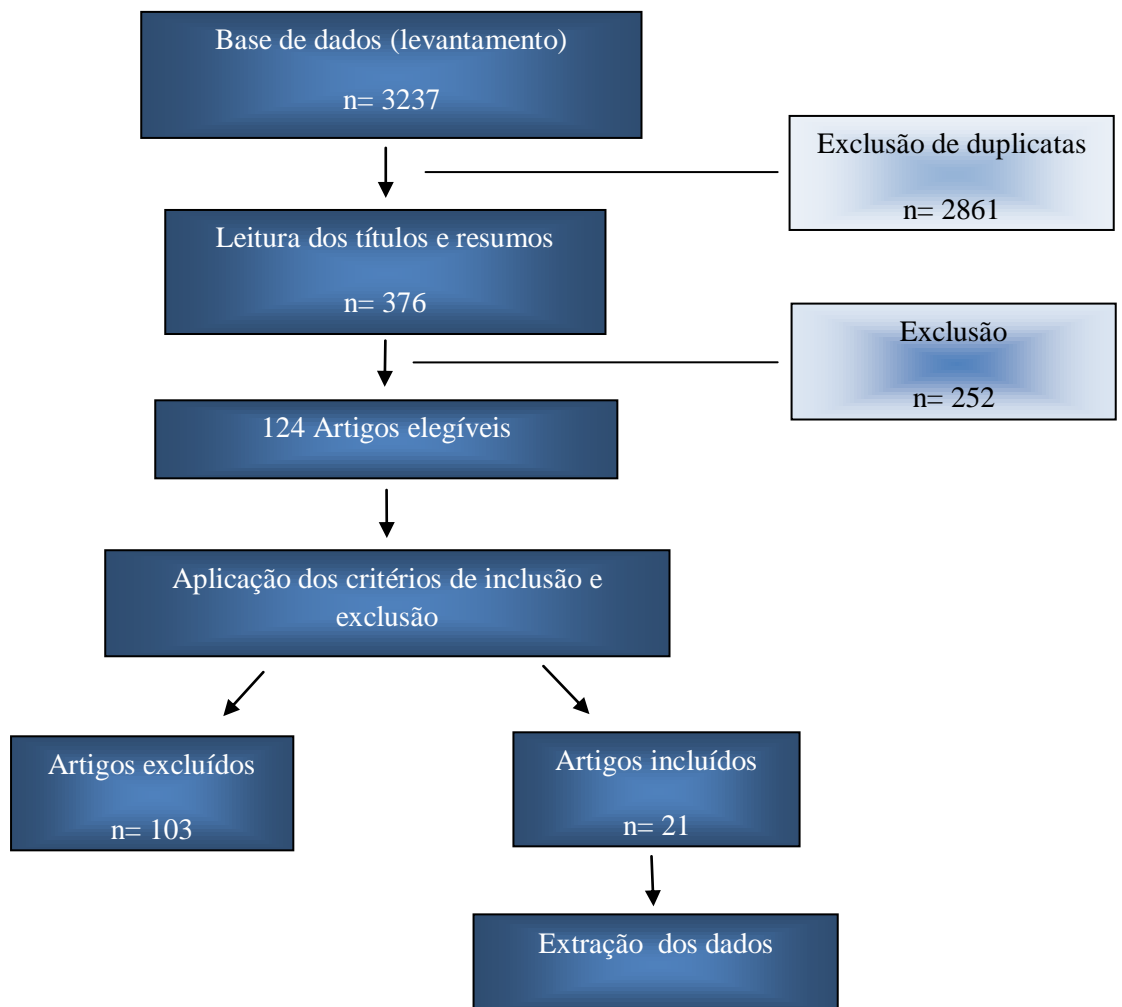 Base de dados (levantamento)
n= 3237
Exclusão de duplicatas
n= 2861
Leitura dos títulos e resumos
n= 376
Exclusão
n= 252
124 Artigos elegíveis
Aplicação dos critérios de inclusão e
exclusão
Artigos excluídos
n= 103
Artigos incluídos
n= 21
Extração dos dados